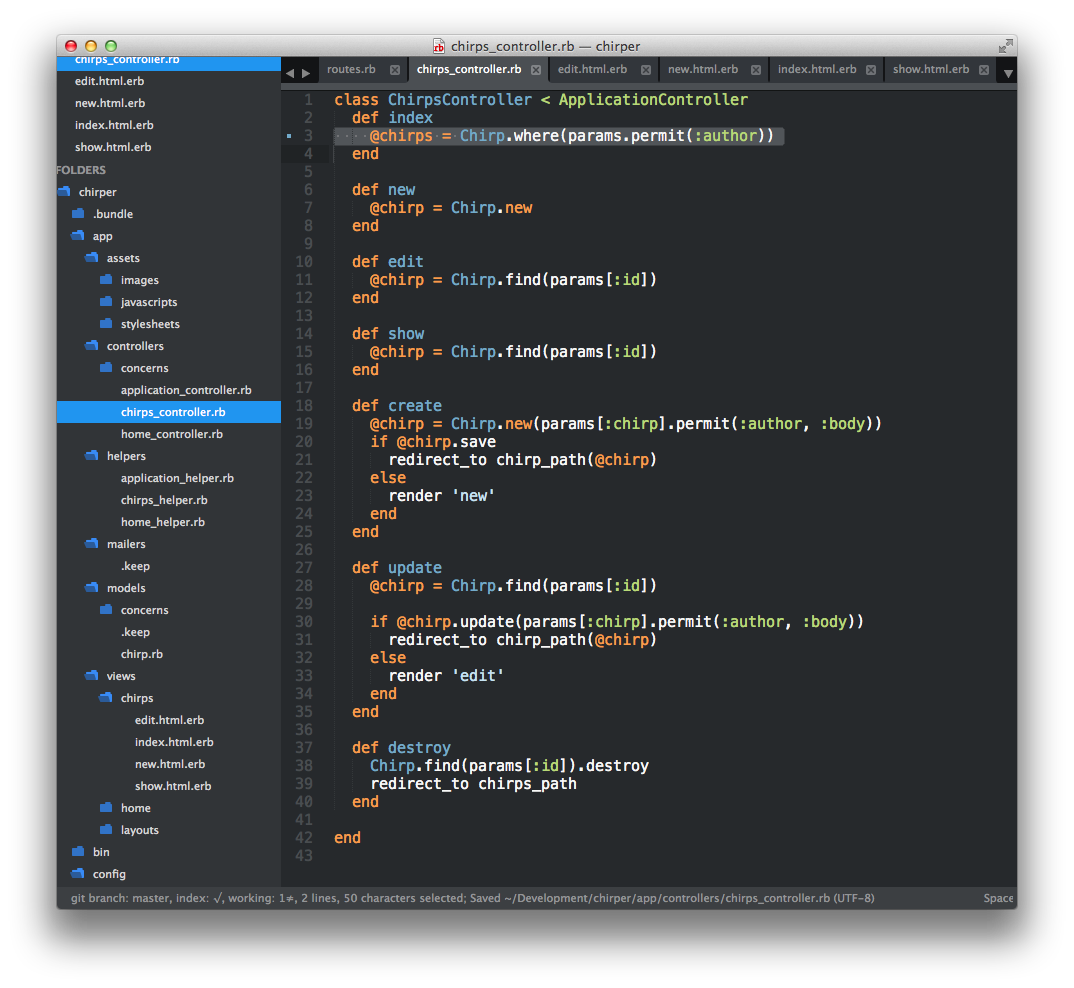 chirps_controller.rb — chirper
chirps_controller.rb
edit.html.erb
new.html.erb
index.html.erb
show.html.erb
FOLDERS
chirper
.bundle
app
assets
images
javascripts
stylesheets
controllers
concerns
application_controller.rb
chirps_controller.rb
home_controller.rb
helpers
application_helper.rb
chirps_helper.rb
home_helper.rb
mailers
.keep
models
concerns
.keep
chirp.rb
views
chirps
edit.html.erb
index.html.erb
new.html.erb
show.html.erb
home
layouts
bin
config
routes.rb chirps_controller.rb edit.html.erb new.html.erb index.html.erb show.html.erb
1 class ChirpsController < ApplicationController
2   def index
3     @chirps = Chirp.where(params.permit(:author))
4   end
5
6   def new
7     @chirp = Chirp.new
8   end
9
10   def edit
11     @chirp = Chirp.find(params[:id])
12   end
13
14   def show
15     @chirp = Chirp.find(params[:id])
16   end
17
18   def create
19     @chirp = Chirp.new(params[:chirp].permit(:author, :body))
20     if @chirp.save
21       redirect_to chirp_path(@chirp)
22     else
23       render 'new'
24     end
25   end
26
27   def update
28     @chirp = Chirp.find(params[:id])
29
30     if @chirp.update(params[:chirp].permit(:author, :body))
31       redirect_to chirp_path(@chirp)
32     else
33       render 'edit'
34     end
35   end
36
37   def destroy
38     Chirp.find(params[:id]).destroy
39     redirect_to chirps_path
40   end
41
42 end
43
git branch: master, index: √, working: 1≠, 2 lines, 50 characters selected; Saved ~/Development/chirper/app/controllers/chirps_controller.rb (UTF-8) Space